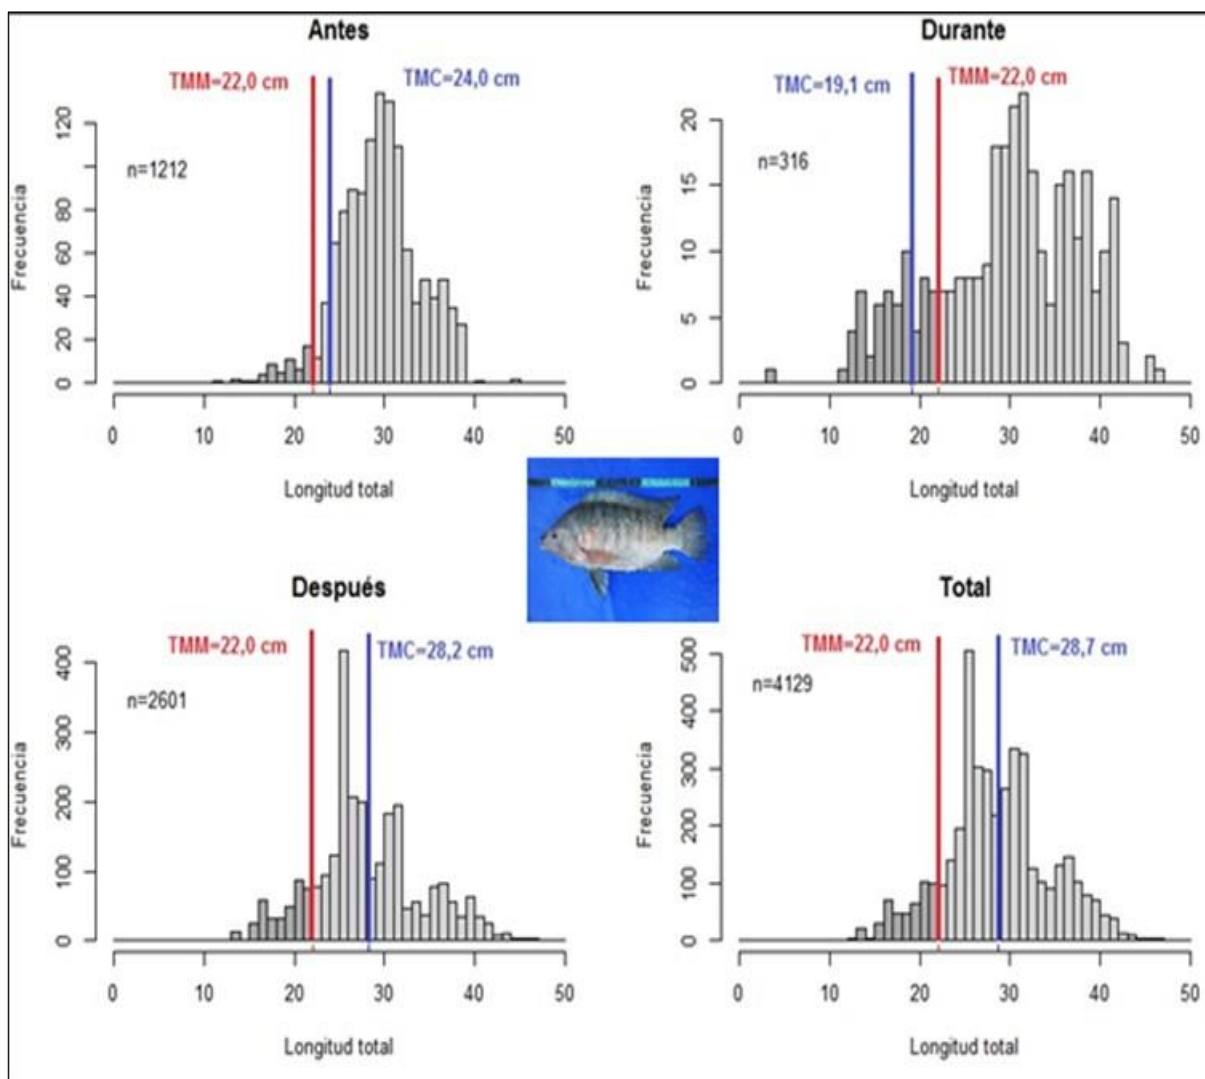 Antes
TMM=22,0 cm
TMC=24,0 cm
n=1212
Frecuencia
0
20
40
60
80
120
0 10 20 30 40 50
Longitud total
Durante
TMC=19,1 cm
TMM=22,0 cm
n=316
Frecuencia
0
5
10
15
20
0 10 20 30 40 50
Longitud total
Después
TMM=22,0 cm
TMC=28,2 cm
n=2601
Frecuencia
0
100
200
300
400
0 10 20 30 40 50
Longitud total
Total
TMM=22,0 cm
TMC=28,7 cm
n=4129
Frecuencia
0
100
200
300
400
500
0 10 20 30 40 50
Longitud total